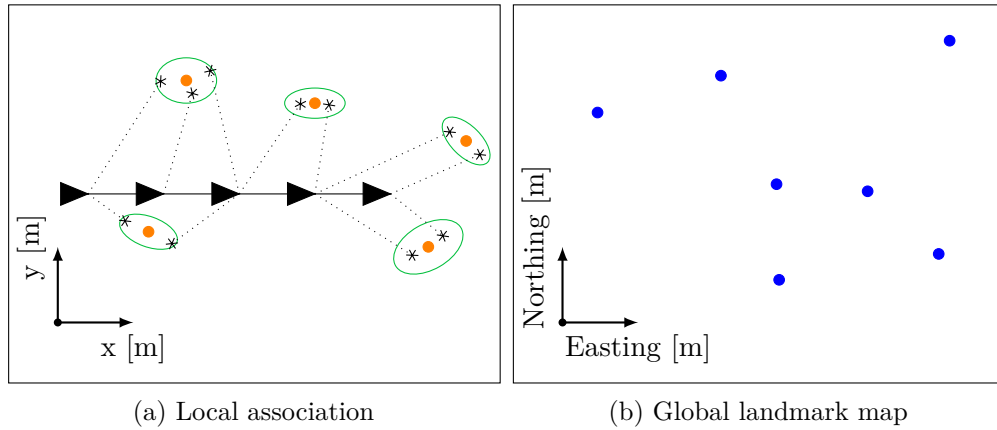 y [m]
x [m]
Northing [m]
Easting [m]
(a) Local association
(b) Global landmark map